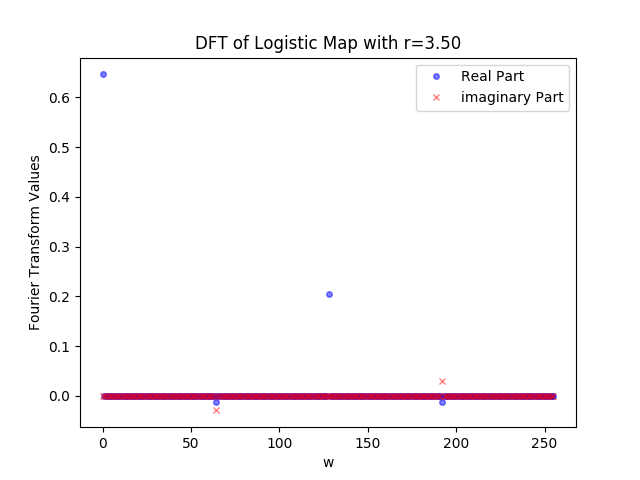 DFT of Logistic Map with r=3.50
Real Part
imaginary Part
Fourier Transform Values
0.6
0.5
0.4
0.3
0.2
0.1
0.0
0
50
100
150
200
250
w